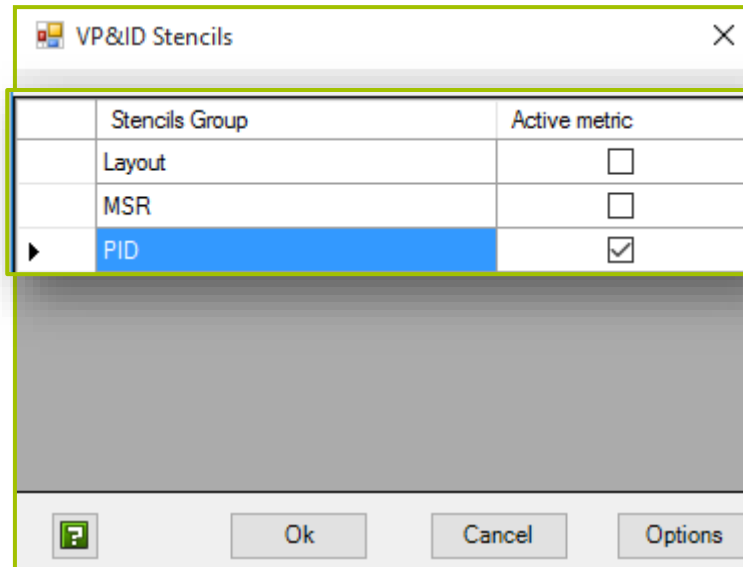 VP&ID Stencils
Stencils Group Active metric
Layout
MSR
PID
Ok Cancel Options